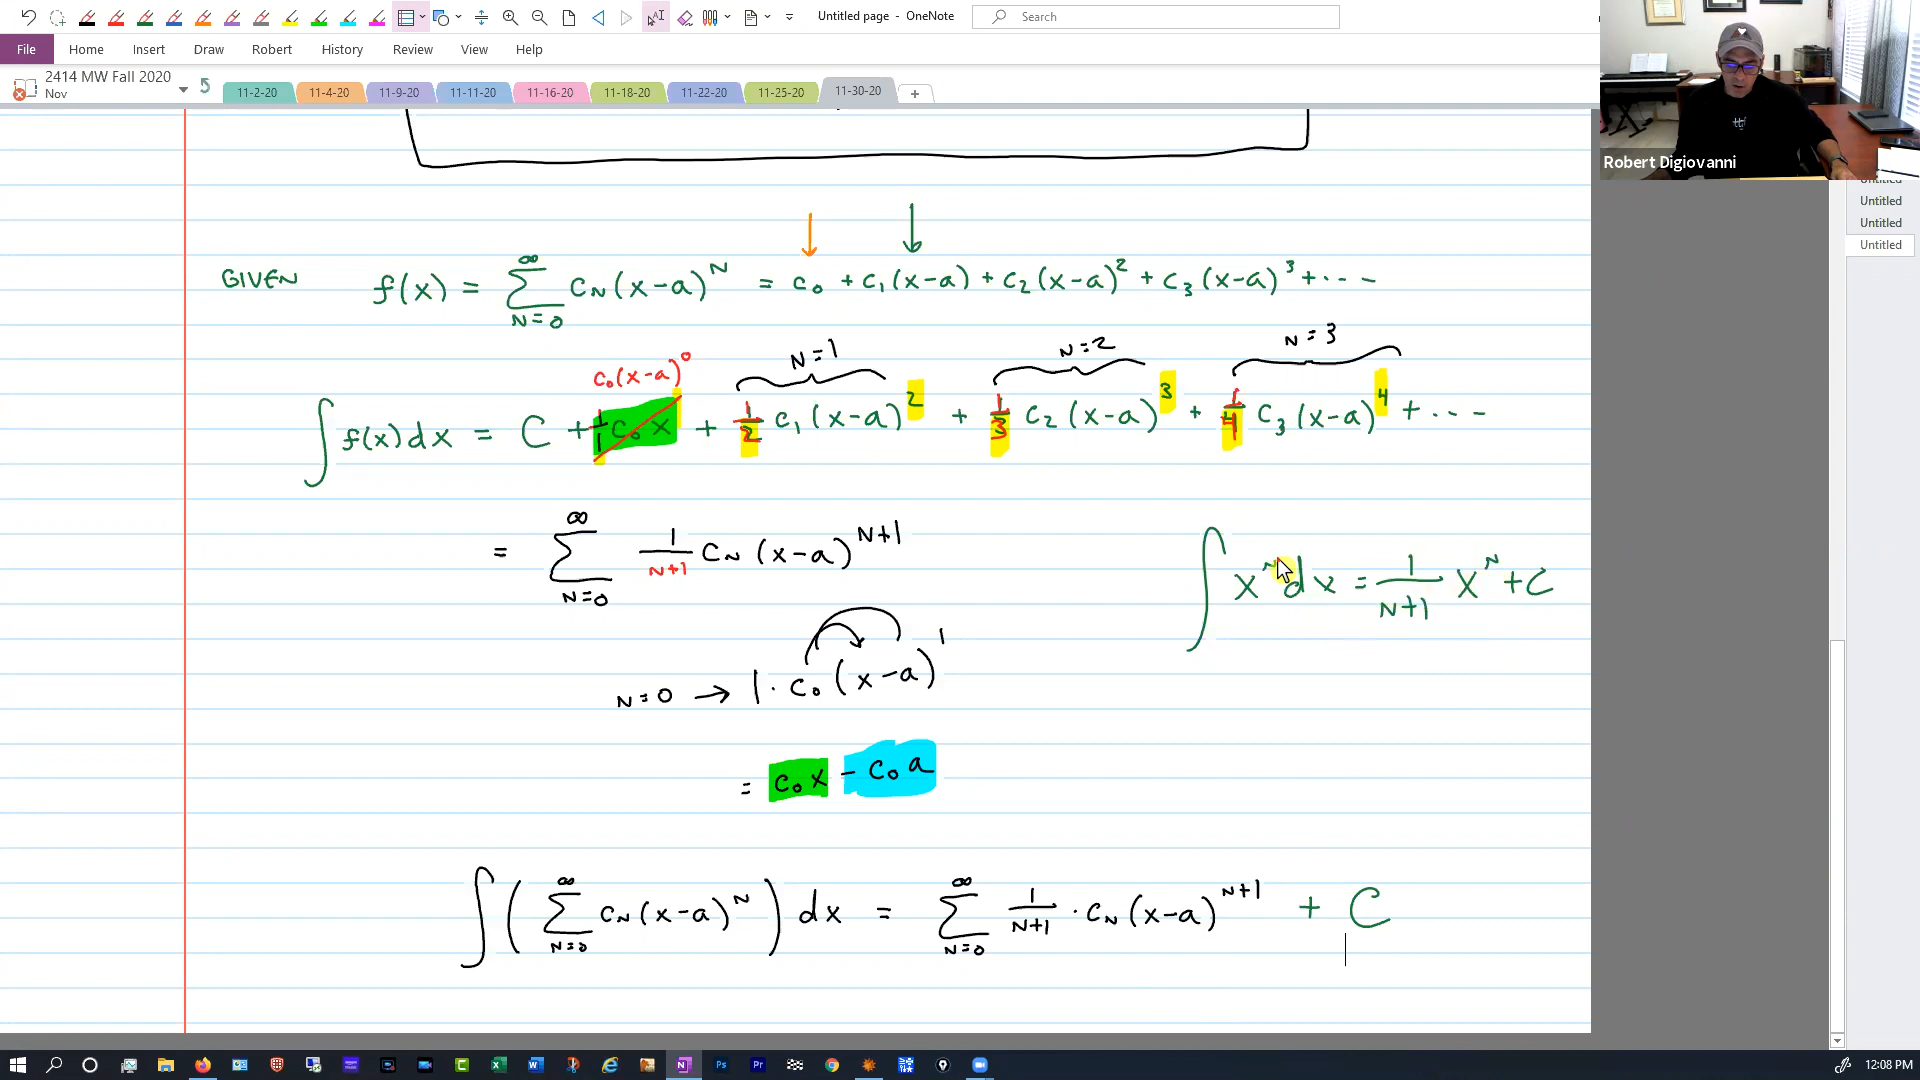 Untitled page - OneNote
Search
File Home Insert Draw Robert History Review View Help
2414 MW Fall 2020
Nov
11-2-20 11-4-20 11-9-20 11-11-20 11-16-20 11-18-20 11-22-20 11-25-20 11-30-20 +
Robert Digiovanni
Untitled
Untitled
Untitled
Untitled
GIVEN f(x) = ∑_{N=0}^{∞} c_N (x-a)^N = c_0 + c_1 (x-a) + c_2 (x-a)^2 + c_3 (x-a)^3 + ...
c_0 (x-a)^0 N=1 N=2 N=3
∫ f(x) dx = C + 1/1 c_0 x + 1/2 c_1 (x-a)^2 + 1/3 c_2 (x-a)^3 + 1/4 c_3 (x-a)^4 + ...
= ∑_{N=0}^{∞} 1/(N+1) c_N (x-a)^{N+1}
∫ x^N dx = 1/(N+1) x^N + C
N=0 → 1 · c_0 (x-a)^1
= c_0 x - c_0 a
∫ ( ∑_{N=0}^{∞} c_N (x-a)^N ) dx = ∑_{N=0}^{∞} 1/(N+1) · c_N (x-a)^{N+1} + C
12:08 PM